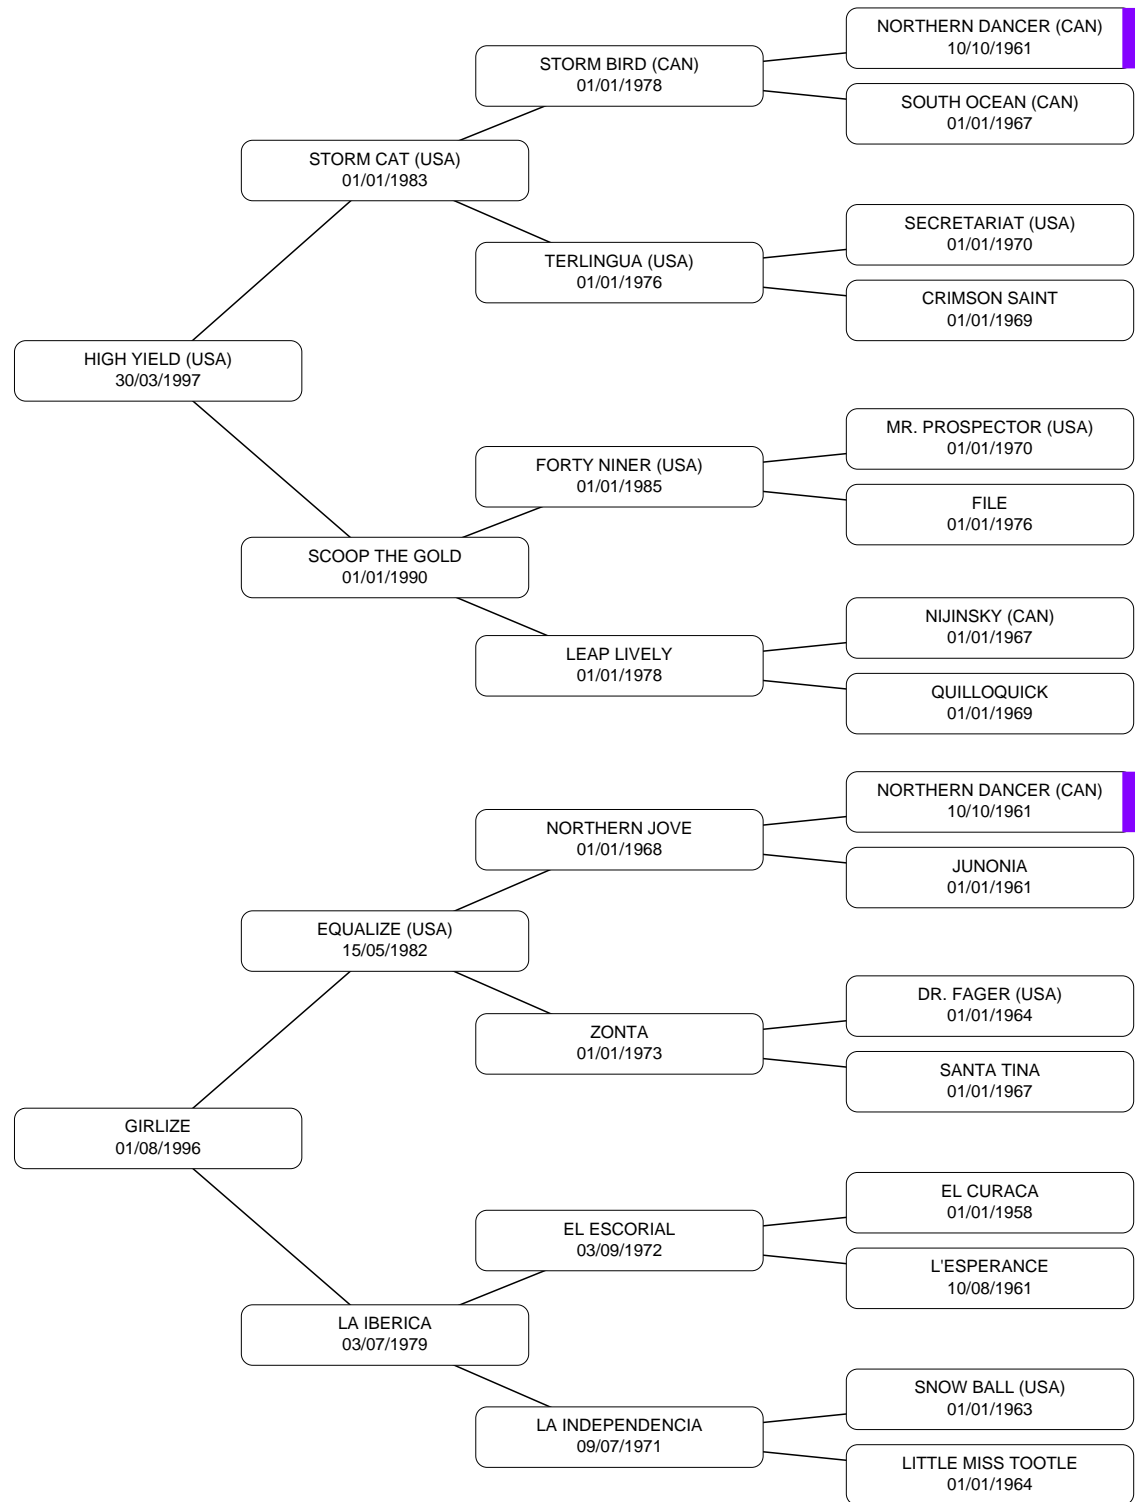 NORTHERN DANCER (CAN)
10/10/1961
STORM BIRD (CAN)
01/01/1978
SOUTH OCEAN (CAN)
01/01/1967
STORM CAT (USA)
01/01/1983
SECRETARIAT (USA)
01/01/1970
TERLINGUA (USA)
01/01/1976
CRIMSON SAINT
01/01/1969
HIGH YIELD (USA)
30/03/1997
MR. PROSPECTOR (USA)
01/01/1970
FORTY NINER (USA)
01/01/1985
FILE
01/01/1976
SCOOP THE GOLD
01/01/1990
NIJINSKY (CAN)
01/01/1967
LEAP LIVELY
01/01/1978
QUILLOQUICK
01/01/1969
NORTHERN DANCER (CAN)
10/10/1961
NORTHERN JOVE
01/01/1968
JUNONIA
01/01/1961
EQUALIZE (USA)
15/05/1982
DR. FAGER (USA)
01/01/1964
ZONTA
01/01/1973
SANTA TINA
01/01/1967
GIRLIZE
01/08/1996
EL CURACA
01/01/1958
EL ESCORIAL
03/09/1972
L'ESPERANCE
10/08/1961
LA IBERICA
03/07/1979
SNOW BALL (USA)
01/01/1963
LA INDEPENDENCIA
09/07/1971
LITTLE MISS TOOTLE
01/01/1964